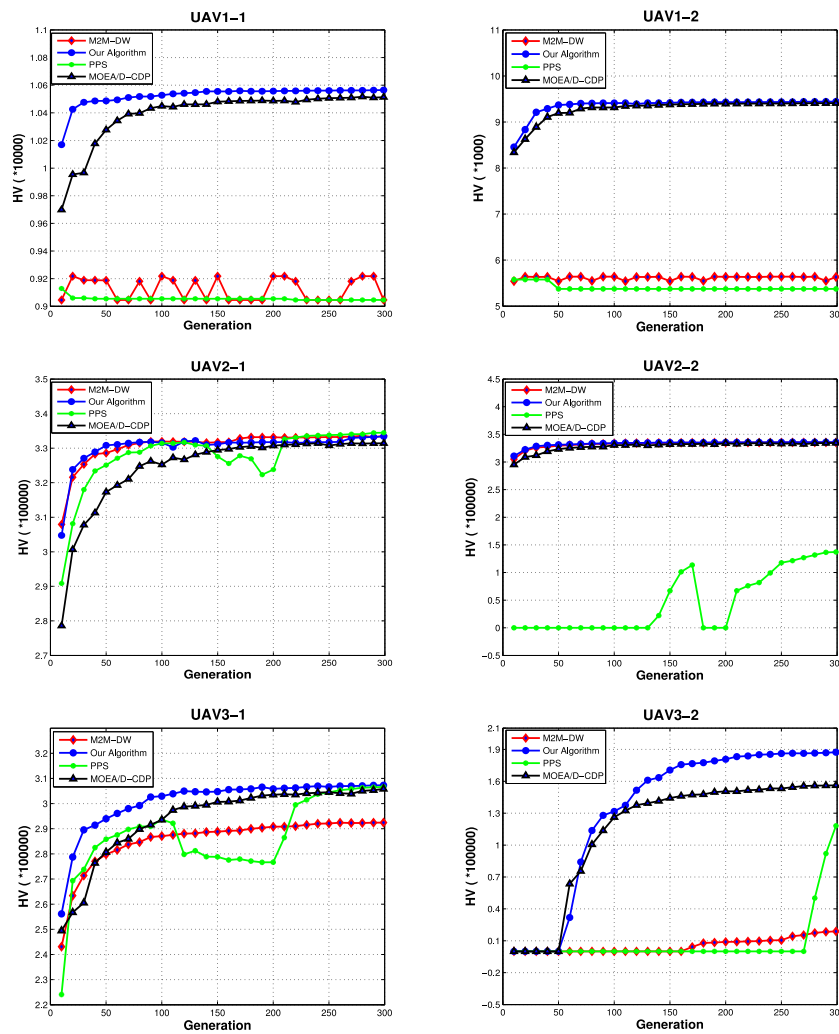 UAV1-1
1.1
1.08
1.06
1.04
1.02
1
0.98
0.96
0.94
0.92
0.9
HV ( *10000)
M2M-DW
Our Algorithm
PPS
MOEA/D-CDP
0 50 100 150 200 250 300
Generation
UAV1-2
11
10
9
8
7
6
5
HV ( *1000)
M2M-DW
Our Algorithm
PPS
MOEA/D-CDP
0 50 100 150 200 250 300
Generation
UAV2-1
3.5
3.4
3.3
3.2
3.1
3
2.9
2.8
2.7
HV ( *100000)
M2M-DW
Our Algorithm
PPS
MOEA/D-CDP
0 50 100 150 200 250 300
Generation
UAV2-2
4.5
4
3.5
3
2.5
2
1.5
1
0.5
0
-0.5
HV ( *100000)
M2M-DW
Our Algorithm
PPS
MOEA/D-CDP
0 50 100 150 200 250 300
Generation
UAV3-1
3.2
3.1
3
2.9
2.8
2.7
2.6
2.5
2.4
2.3
2.2
HV ( *100000)
M2M-DW
Our Algorithm
PPS
MOEA/D-CDP
0 50 100 150 200 250 300
Generation
UAV3-2
2.1
1.9
1.6
1.3
1
0.7
0.4
0.1
-0.2
-0.5
HV ( *100000)
M2M-DW
Our Algorithm
PPS
MOEA/D-CDP
0 50 100 150 200 250 300
Generation